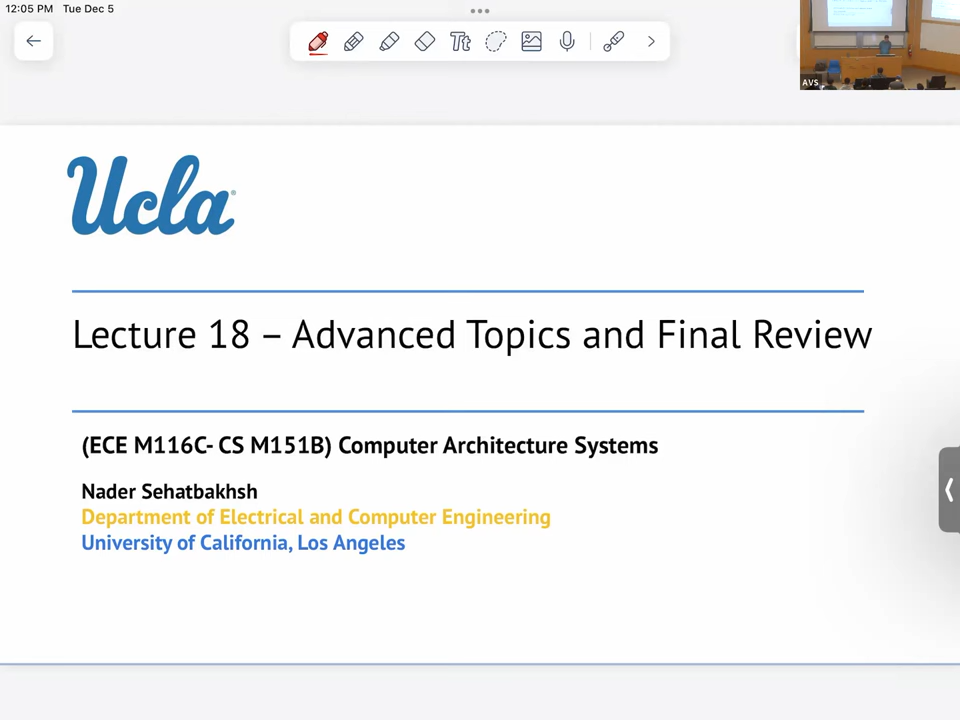 12:05 PM Tue Dec 5
Tt
AVS
Ucla
Lecture 18 – Advanced Topics and Final Review
(ECE M116C- CS M151B) Computer Architecture Systems
Nader Sehatbakhsh
Department of Electrical and Computer Engineering
University of California, Los Angeles